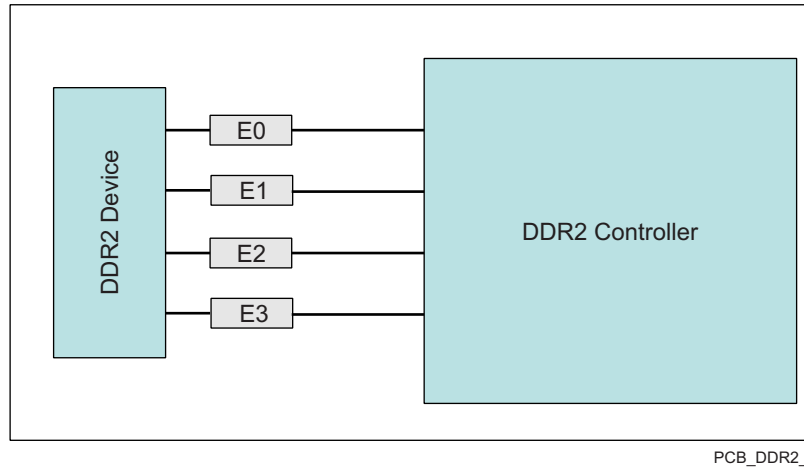 DDR2 Device
E0
E1
E2
E3
DDR2 Controller
PCB_DDR2_